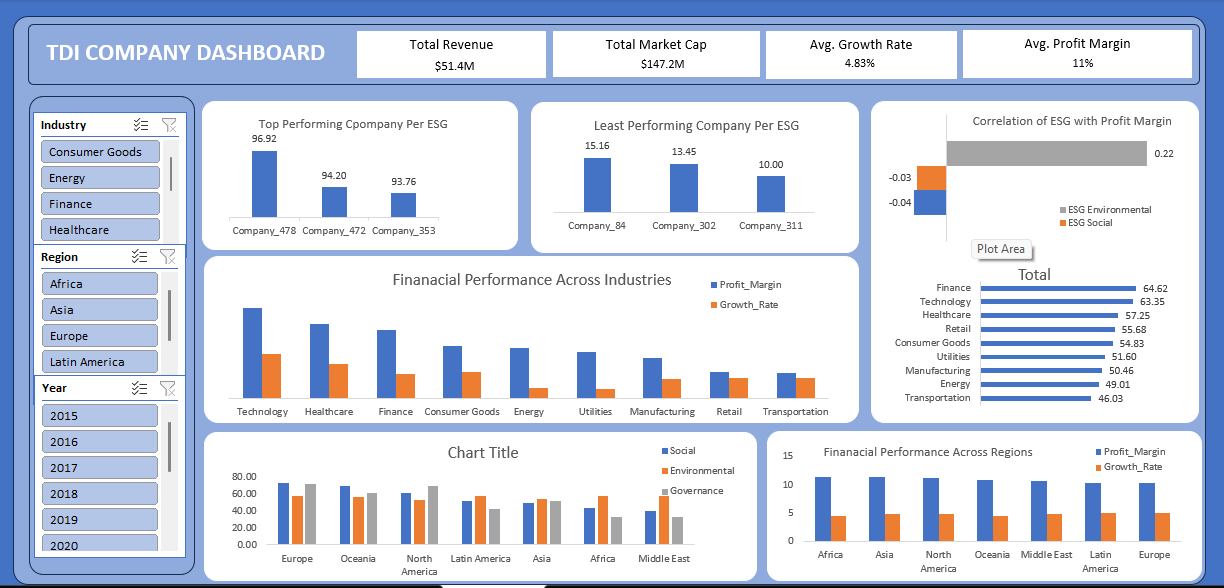 TDI COMPANY DASHBOARD
Total Revenue
$51.4M
Total Market Cap
$147.2M
Avg. Growth Rate
4.83%
Avg. Profit Margin
11%
Industry
Consumer Goods
Energy
Finance
Healthcare
Region
Africa
Asia
Europe
Latin America
Year
2015
2016
2017
2018
2019
2020
Top Performing Cpompany Per ESG
96.92
94.20
93.76
Company_478 Company_472 Company_353
Least Performing Company Per ESG
15.16
13.45
10.00
Company_84 Company_302 Company_311
Correlation of ESG with Profit Margin
0.22
-0.03
-0.04
ESG Environmental
ESG Social
Plot Area
Finanacial Performance Across Industries
Profit_Margin
Growth_Rate
Technology Healthcare Finance Consumer Goods Energy Utilities Manufacturing Retail Transportation
Total
Finance 64.62
Technology 63.35
Healthcare 57.25
Retail 55.68
Consumer Goods 54.83
Utilities 51.60
Manufacturing 50.46
Energy 49.01
Transportation 46.03
Chart Title
Social
Environmental
Governance
80.00
60.00
40.00
20.00
0.00
Europe Oceania North America Latin America Asia Africa Middle East
Finanacial Performance Across Regions
Profit_Margin
Growth_Rate
15
10
5
0
Africa Asia North America Oceania Middle East Latin America Europe